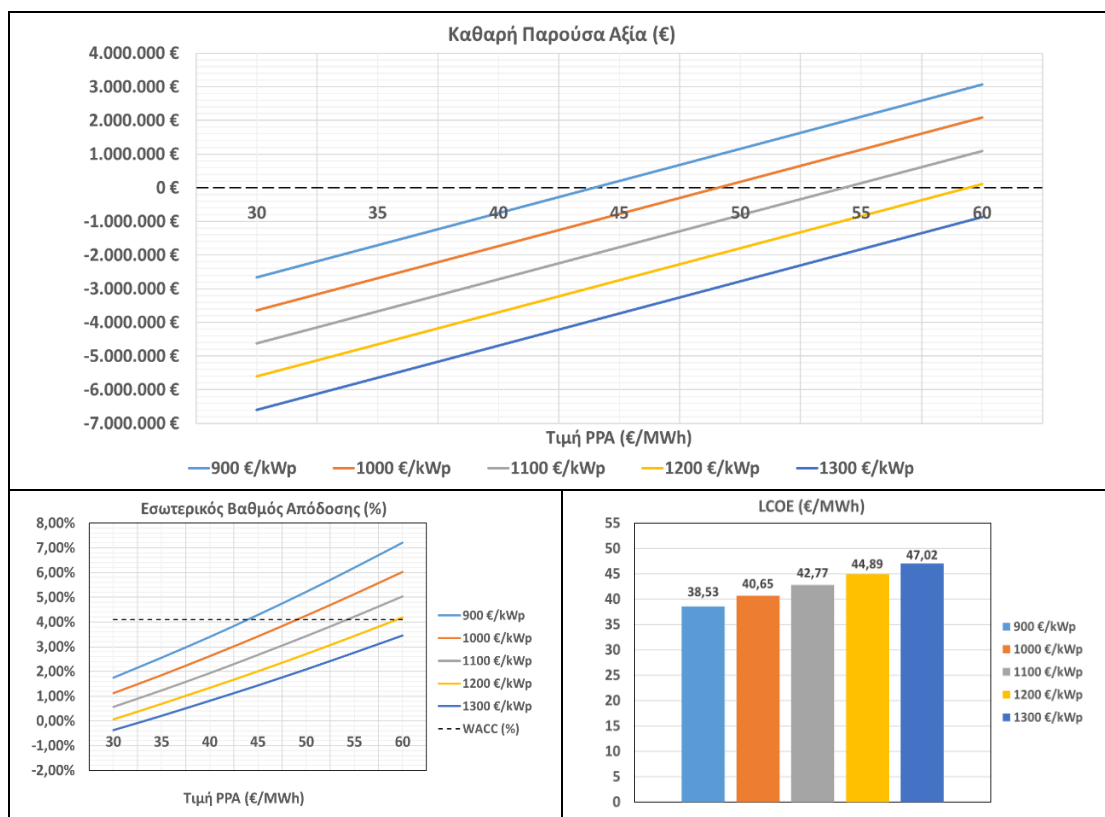 Καθαρή Παρούσα Αξία (€)
4.000.000 €
3.000.000 €
2.000.000 €
1.000.000 €
0 €
-1.000.000 €
-2.000.000 €
-3.000.000 €
-4.000.000 €
-5.000.000 €
-6.000.000 €
-7.000.000 €
30 35 40 45 50 55 60
Τιμή PPA (€/MWh)
900 €/kWp 1000 €/kWp 1100 €/kWp 1200 €/kWp 1300 €/kWp
Εσωτερικός Βαθμός Απόδοσης (%)
8,00%
7,00%
6,00%
5,00%
4,00%
3,00%
2,00%
1,00%
0,00%
-1,00%
-2,00%
30 35 40 45 50 55 60
Τιμή PPA (€/MWh)
900 €/kWp
1000 €/kWp
1100 €/kWp
1200 €/kWp
1300 €/kWp
WACC (%)
LCOE (€/MWh)
55
50
45
40
35
30
25
20
15
10
5
0
38,53 40,65 42,77 44,89 47,02
900 €/kWp
1000 €/kWp
1100 €/kWp
1200 €/kWp
1300 €/kWp